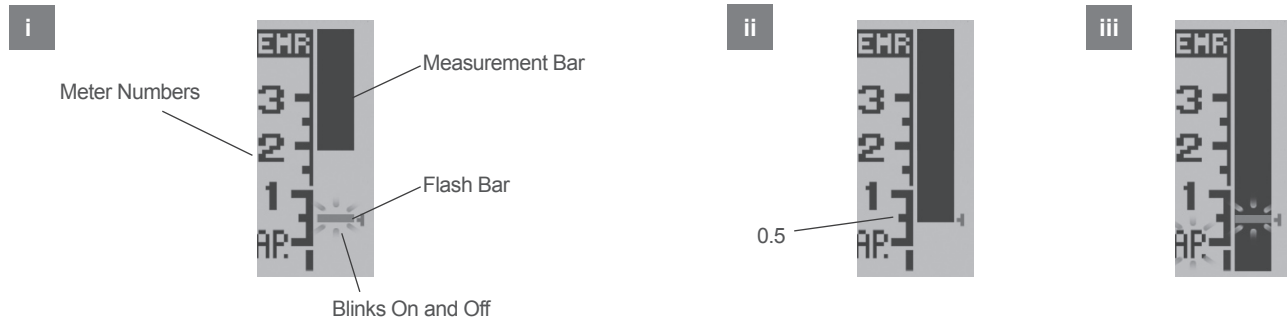 i
EMR
3
2
1
AP.
Meter Numbers
Measurement Bar
Flash Bar
Blinks On and Off
ii
EMR
3
2
1
AP.
0.5
iii
EMR
3
2
1
AP.